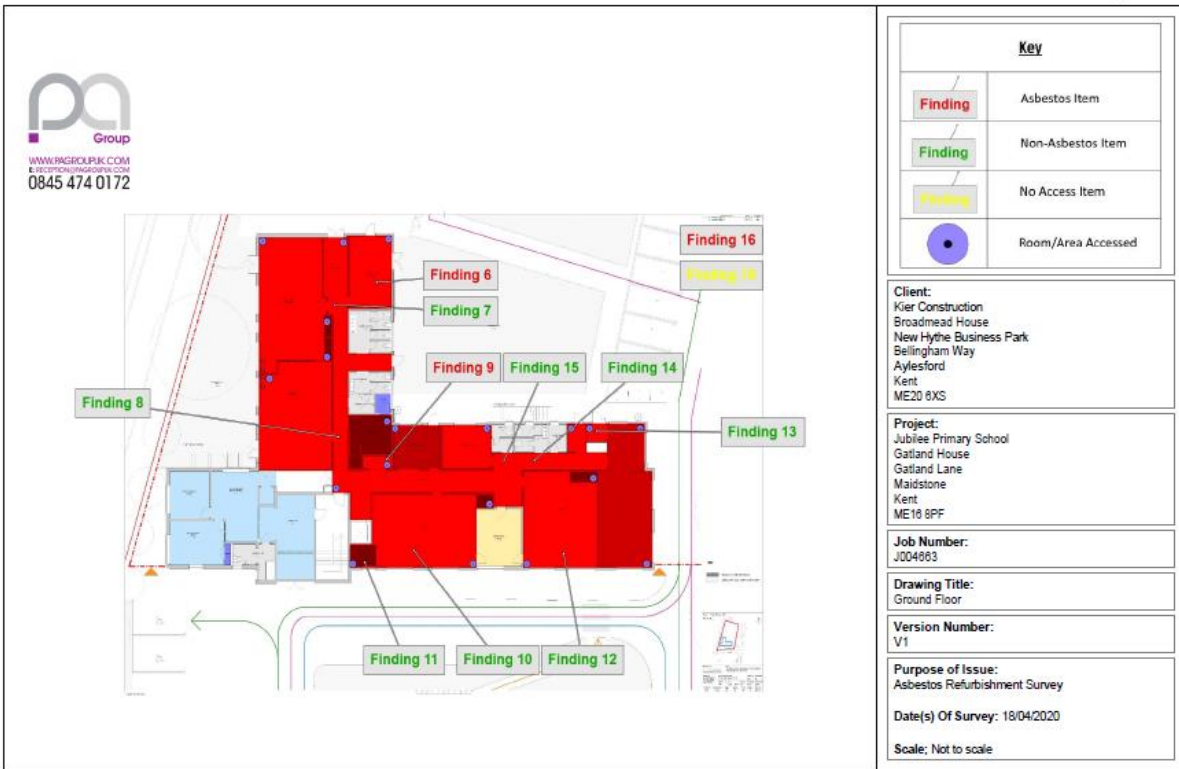 Group
WWW.PAGROUPUK.COM
E: RECEPTION@PAGROUPUK.COM
0845 474 0172
Finding 16
Finding 6
Finding 7
Finding 9
Finding 15
Finding 14
Finding 8
Finding 13
Finding 11
Finding 10
Finding 12
Key
Finding
Asbestos Item
Finding
Non-Asbestos Item
Finding
No Access Item
Room/Area Accessed
Client:
Kier Construction
Broadmead House
New Hythe Business Park
Bellingham Way
Aylesford
Kent
ME20 6XS
Project:
Jubilee Primary School
Gatland House
Gatland Lane
Maidstone
Kent
ME16 8PF
Job Number:
J004663
Drawing Title:
Ground Floor
Version Number:
V1
Purpose of Issue:
Asbestos Refurbishment Survey
Date(s) Of Survey: 18/04/2020
Scale; Not to scale